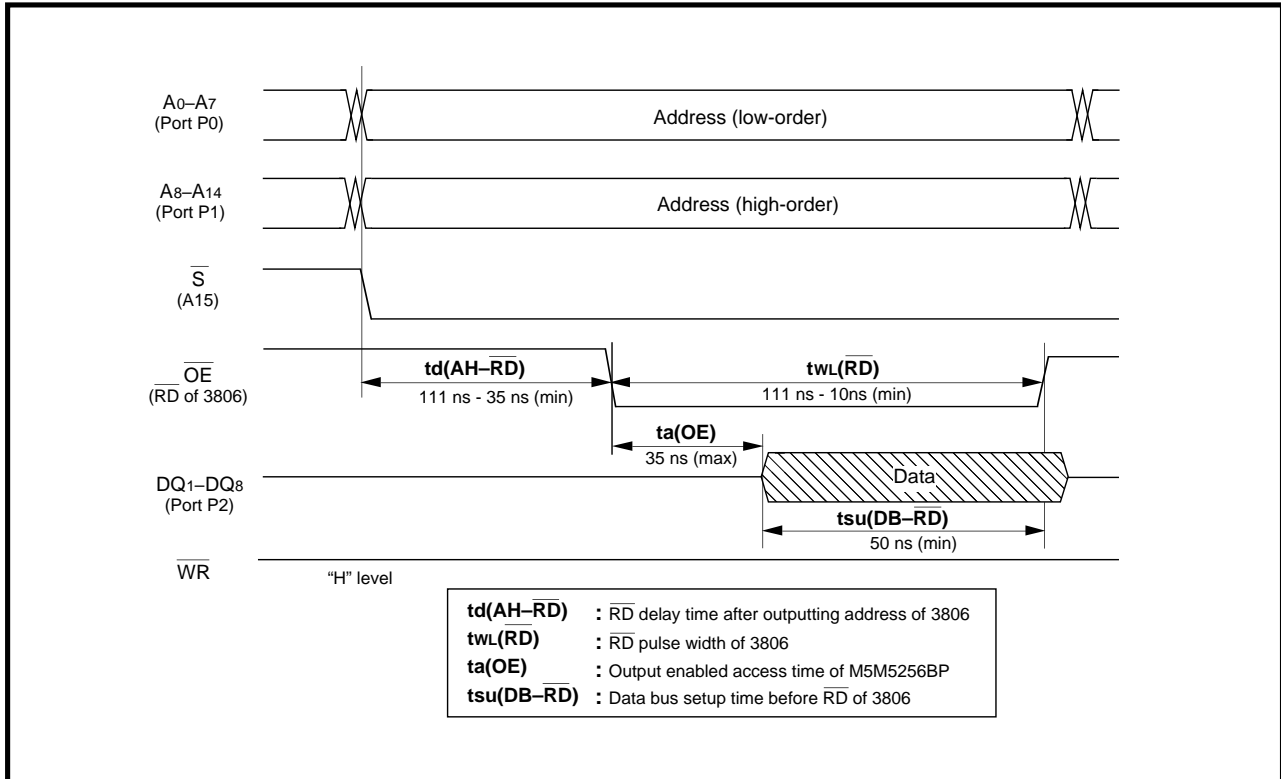 A0–A7
(Port P0)
Address (low-order)
A8–A14
(Port P1)
Address (high-order)
S
(A15)
OE
(RD of 3806)
td(AH–RD)
111 ns - 35 ns (min)
twL(RD)
111 ns - 10ns (min)
ta(OE)
35 ns (max)
DQ1–DQ8
(Port P2)
Data
tsu(DB–RD)
50 ns (min)
WR
“H” level
td(AH–RD) : RD delay time after outputting address of 3806
twL(RD) : RD pulse width of 3806
ta(OE) : Output enabled access time of M5M5256BP
tsu(DB–RD) : Data bus setup time before RD of 3806